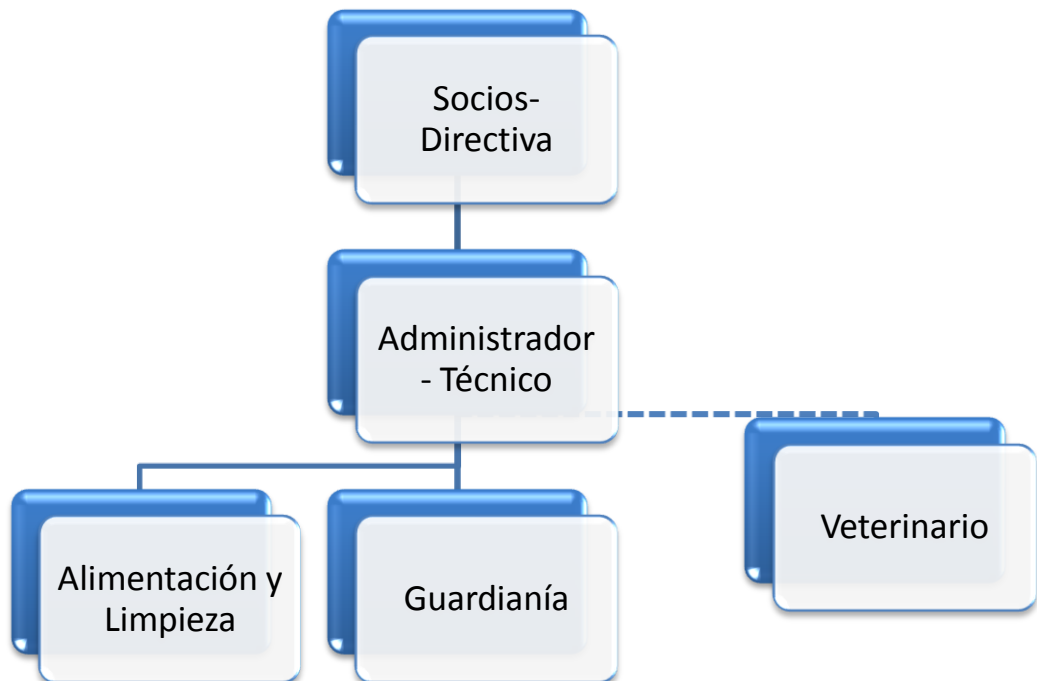 Socios-
Directiva
Administrador
- Técnico
Veterinario
Alimentación y
Limpieza
Guardianía